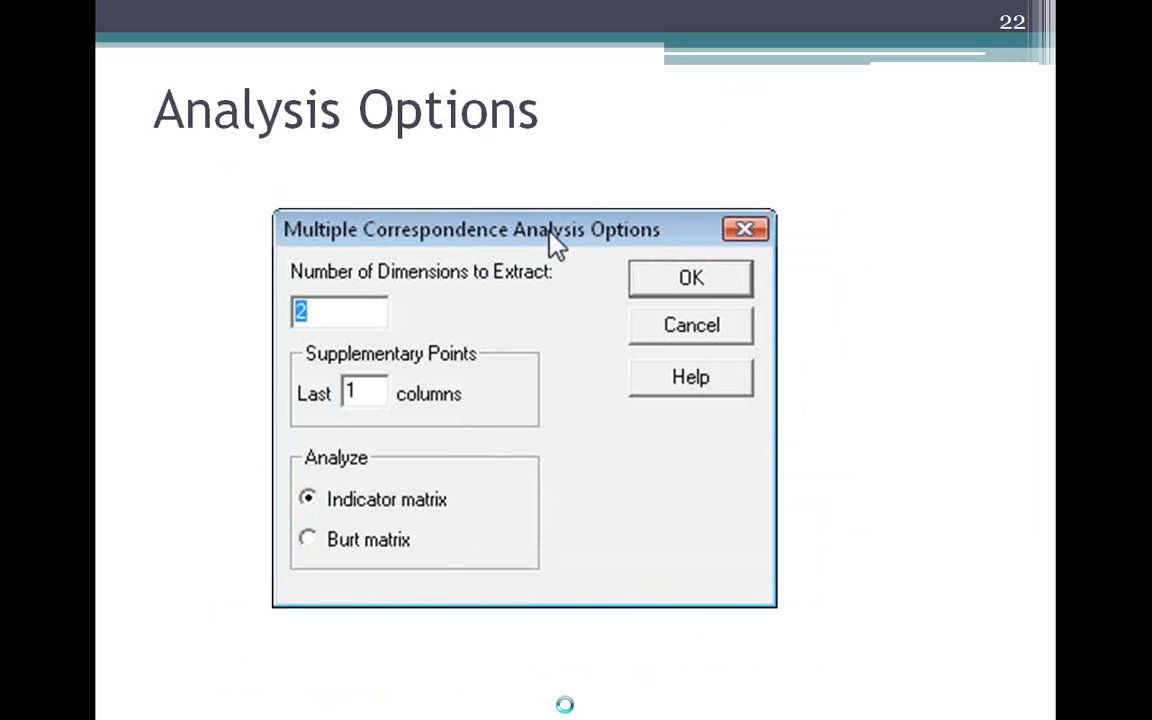 22
Analysis Options
Multiple Correspondence Analysis Options
Number of Dimensions to Extract:
2
OK
Cancel
Help
Supplementary Points
Last 1 columns
Analyze
Indicator matrix
Burt matrix